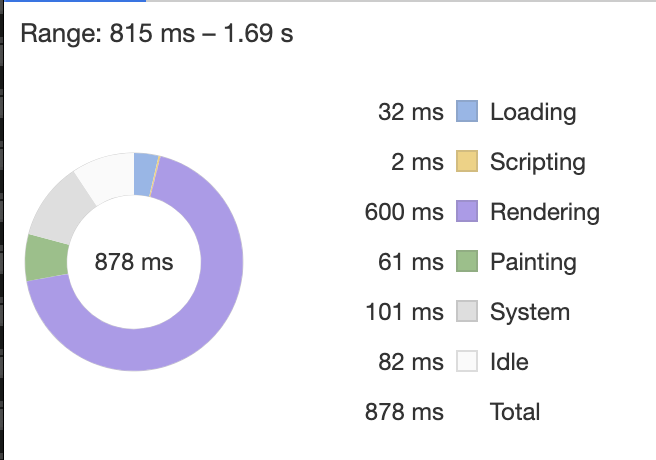 Range: 815 ms – 1.69 s
32 ms Loading
2 ms Scripting
600 ms Rendering
878 ms
61 ms Painting
101 ms System
82 ms Idle
878 ms Total